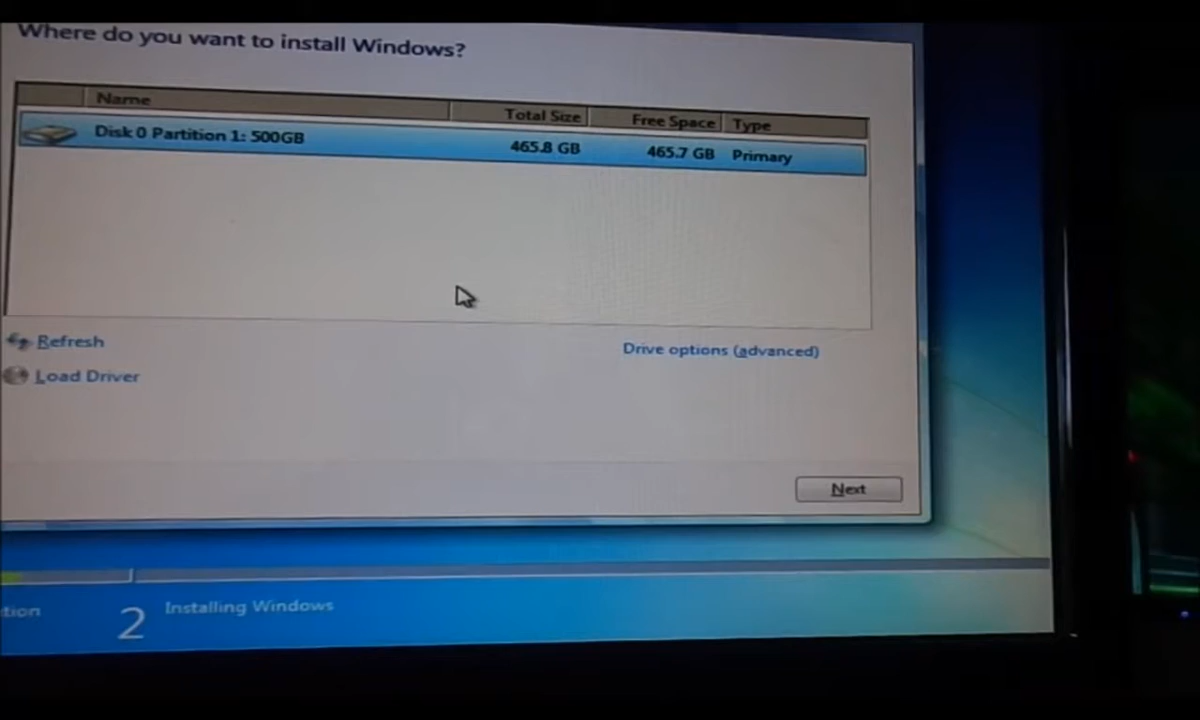 Where do you want to install Windows?
Name Total Size Free Space Type
Disk 0 Partition 1: 500GB 465.8 GB 465.7 GB Primary
Refresh
Drive options (advanced)
Load Driver
Next
tion
2 Installing Windows